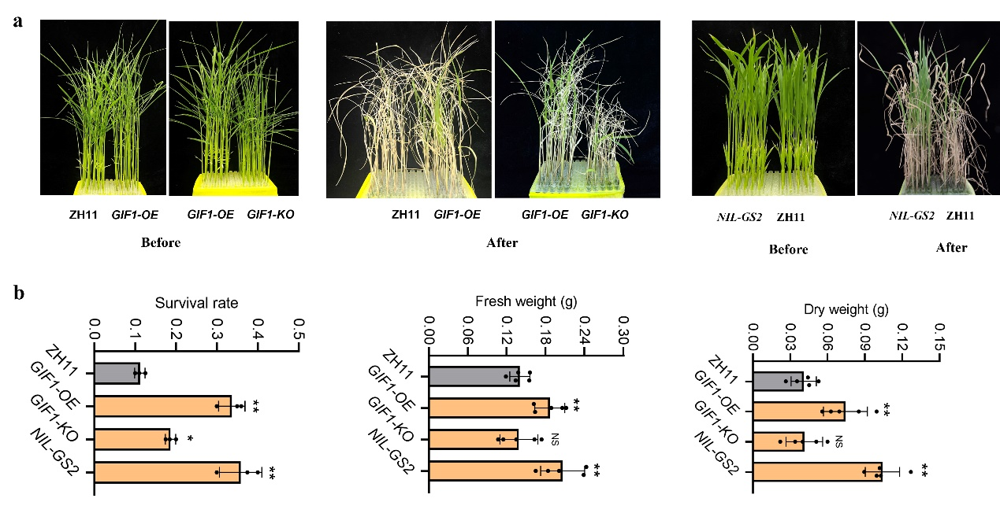 a
ZH11 GIF1-OE
GIF1-OE GIF1-KO
ZH11 GIF1-OE
GIF1-OE GIF1-KO
NIL-GS2 ZH11
NIL-GS2 ZH11
Before
After
Before
After
b
Survival rate
0.0 0.1 0.2 0.3 0.4 0.5
ZH11
GIF1-OE **
GIF1-KO *
NIL-GS2 **
Fresh weight (g)
0.00 0.06 0.12 0.18 0.24 0.30
ZH11
GIF1-OE **
GIF1-KO NS
NIL-GS2 **
Dry weight (g)
0.00 0.03 0.06 0.09 0.12 0.15
ZH11
GIF1-OE **
GIF1-KO NS
NIL-GS2 **